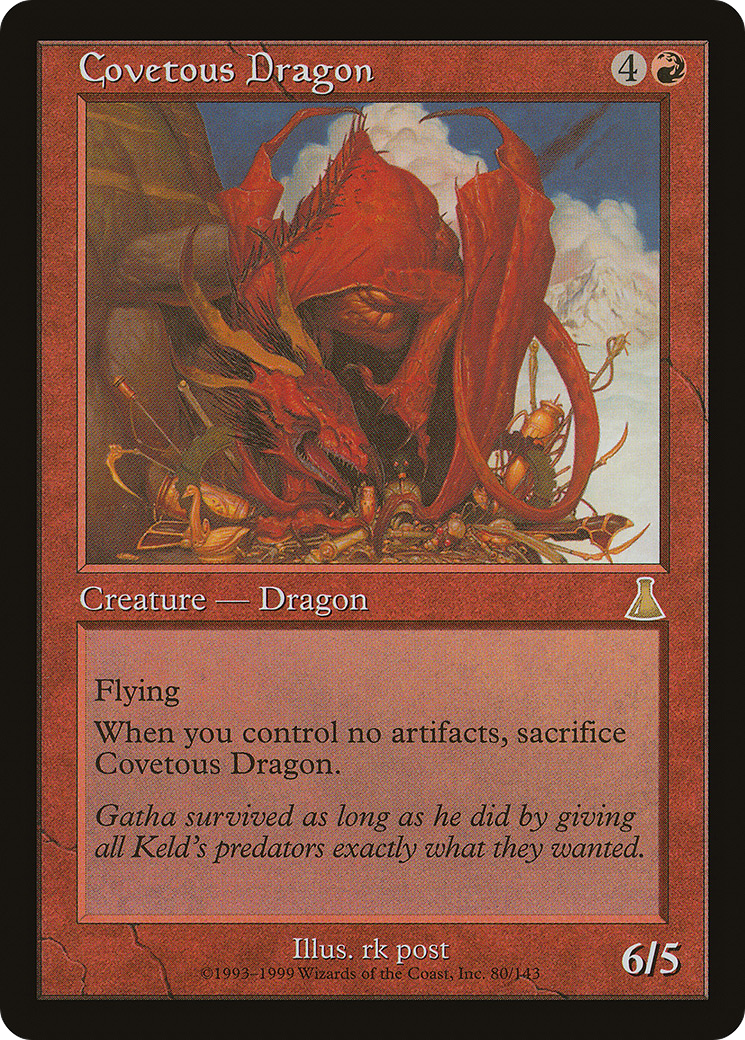 Covetous Dragon 4
Creature — Dragon
Flying
When you control no artifacts, sacrifice
Covetous Dragon.
Gatha survived as long as he did by giving
all Keld's predators exactly what they wanted.
Illus. rk post
©1993–1999 Wizards of the Coast, Inc. 80/143
6/5